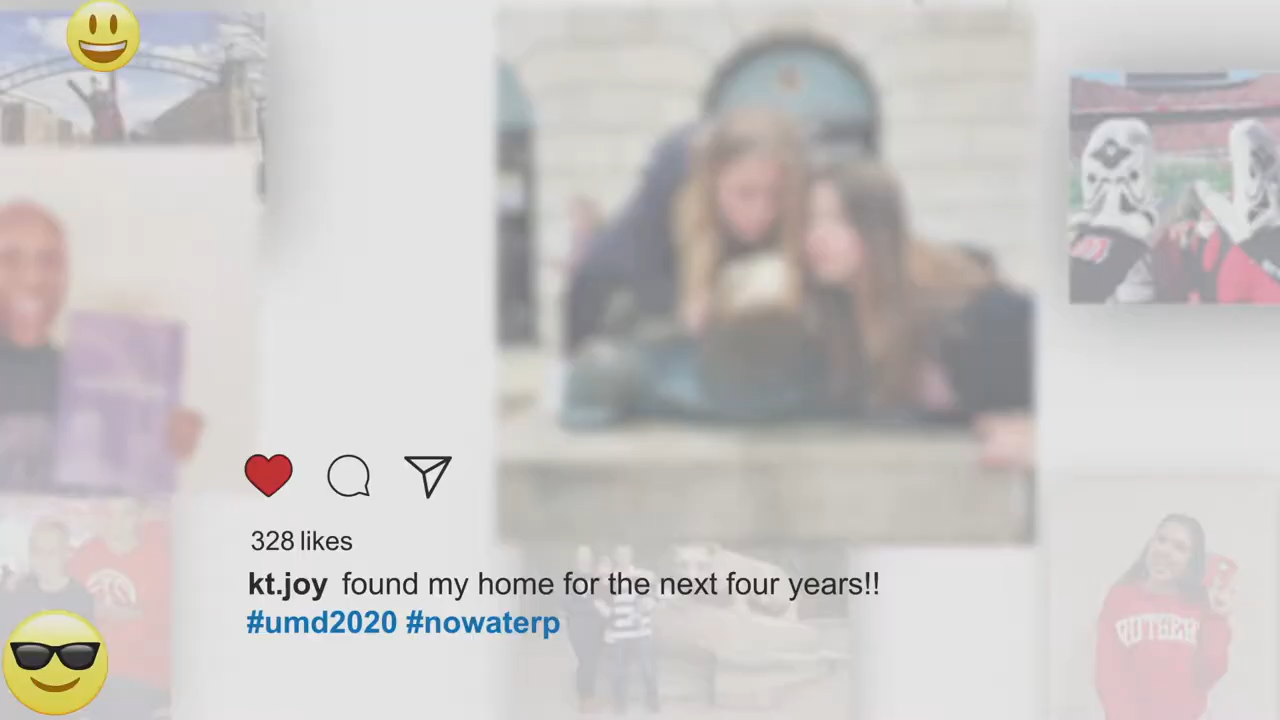 328 likes
kt.joy found my home for the next four years!!
#umd2020 #nowaterp